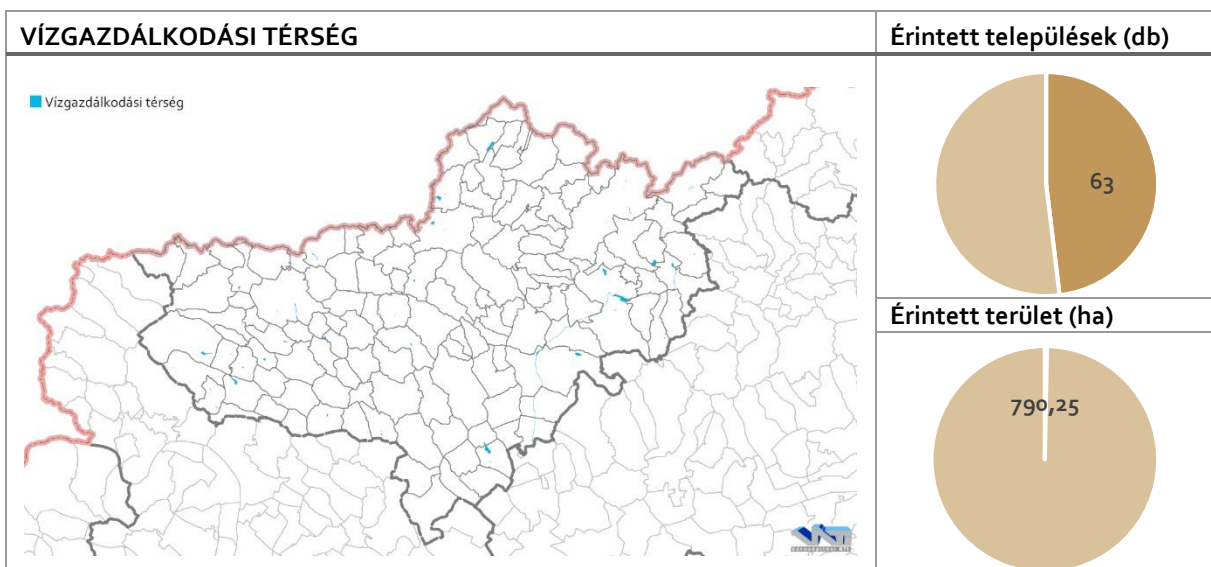 VÍZGAZDÁLKODÁSI TÉRSÉG
Érintett települések (db)
Vízgazdálkodási térség
63
Érintett terület (ha)
790,25